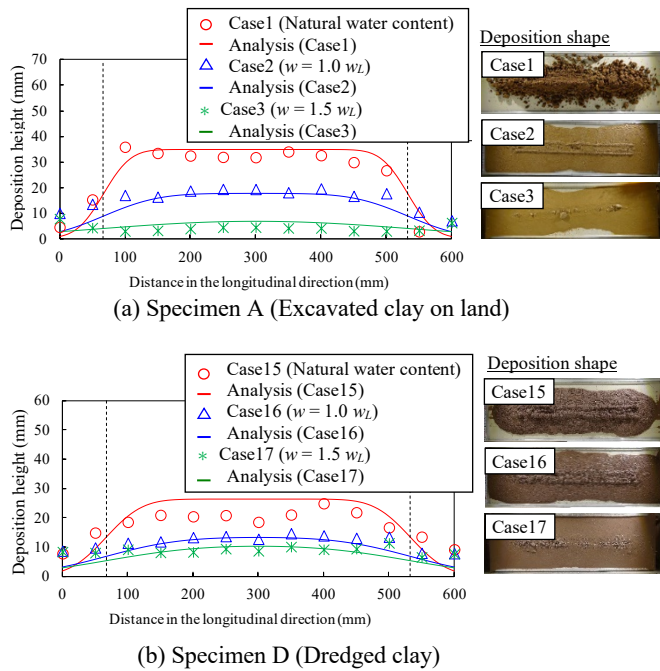 Case1 (Natural water content)
Analysis (Case1)
Case2 (w = 1.0 wL)
Analysis (Case2)
Case3 (w = 1.5 wL)
Analysis (Case3)
Deposition height (mm)
70
60
50
40
30
20
10
0
0 100 200 300 400 500 600
Distance in the longitudinal direction (mm)
Deposition shape
Case1
Case2
Case3
(a) Specimen A (Excavated clay on land)
Case15 (Natural water content)
Analysis (Case15)
Case16 (w = 1.0 wL)
Analysis (Case16)
Case17 (w = 1.5 wL)
Analysis (Case17)
Deposition height (mm)
60
50
40
30
20
10
0
0 100 200 300 400 500 600
Distance in the longitudinal direction (mm)
Deposition shape
Case15
Case16
Case17
(b) Specimen D (Dredged clay)